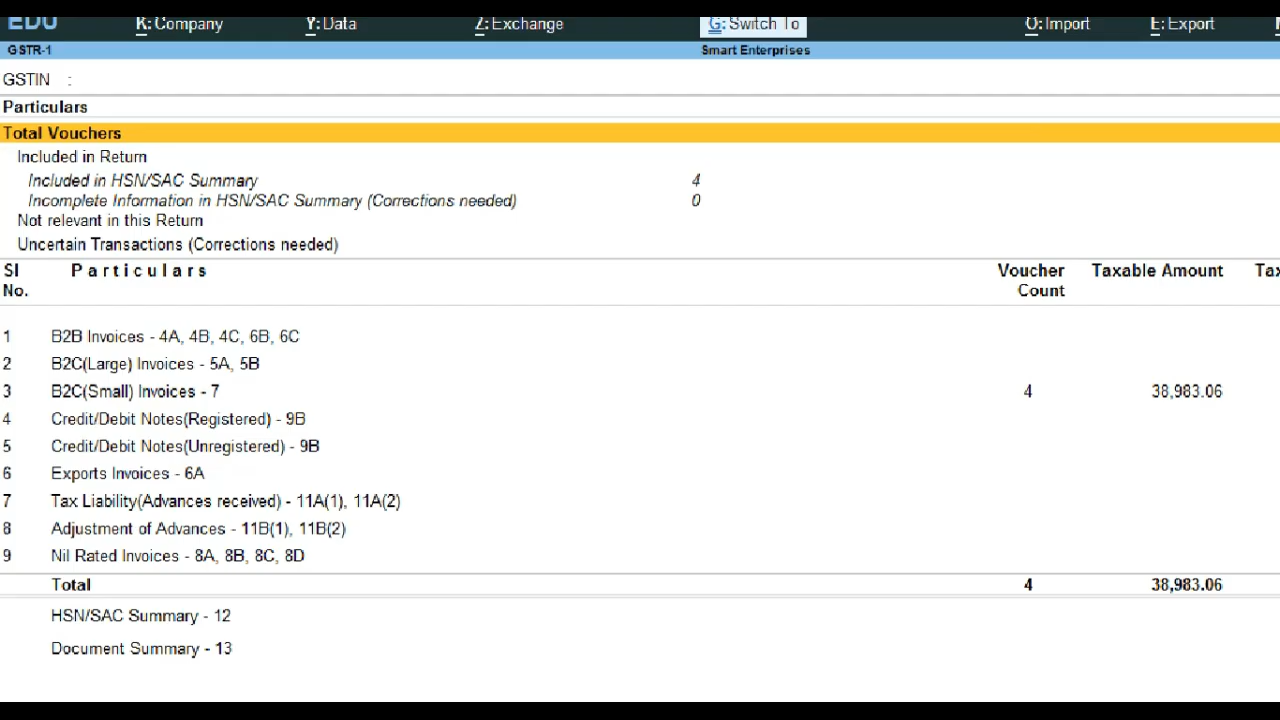 EDU K: Company Y: Data Z: Exchange G: Switch To O: Import E: Export
GSTR-1 Smart Enterprises
GSTIN :
Particulars
Total Vouchers
Included in Return
Included in HSN/SAC Summary 4
Incomplete Information in HSN/SAC Summary (Corrections needed) 0
Not relevant in this Return
Uncertain Transactions (Corrections needed)
Sl Particulars Voucher Taxable Amount
No. Count
1 B2B Invoices - 4A, 4B, 4C, 6B, 6C
2 B2C(Large) Invoices - 5A, 5B
3 B2C(Small) Invoices - 7 4 38,983.06
4 Credit/Debit Notes(Registered) - 9B
5 Credit/Debit Notes(Unregistered) - 9B
6 Exports Invoices - 6A
7 Tax Liability(Advances received) - 11A(1), 11A(2)
8 Adjustment of Advances - 11B(1), 11B(2)
9 Nil Rated Invoices - 8A, 8B, 8C, 8D
Total 4 38,983.06
HSN/SAC Summary - 12
Document Summary - 13